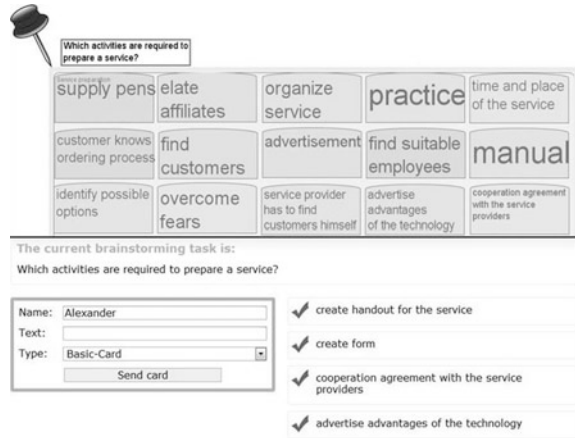 Which activities are required to
prepare a service?
Service preparation
supply pens
elate
affiliates
organize
service
practice
time and place
of the service
customer knows
ordering process
find
customers
advertisement
find suitable
employees
manual
identify possible
options
overcome
fears
service provider
has to find
customers himself
advertise
advantages
of the technology
cooperation agreement
with the service
providers
The current brainstorming task is:
Which activities are required to prepare a service?
Name: Alexander
Text:
Type: Basic-Card
Send card
create handout for the service
create form
cooperation agreement with the service
providers
advertise advantages of the technology